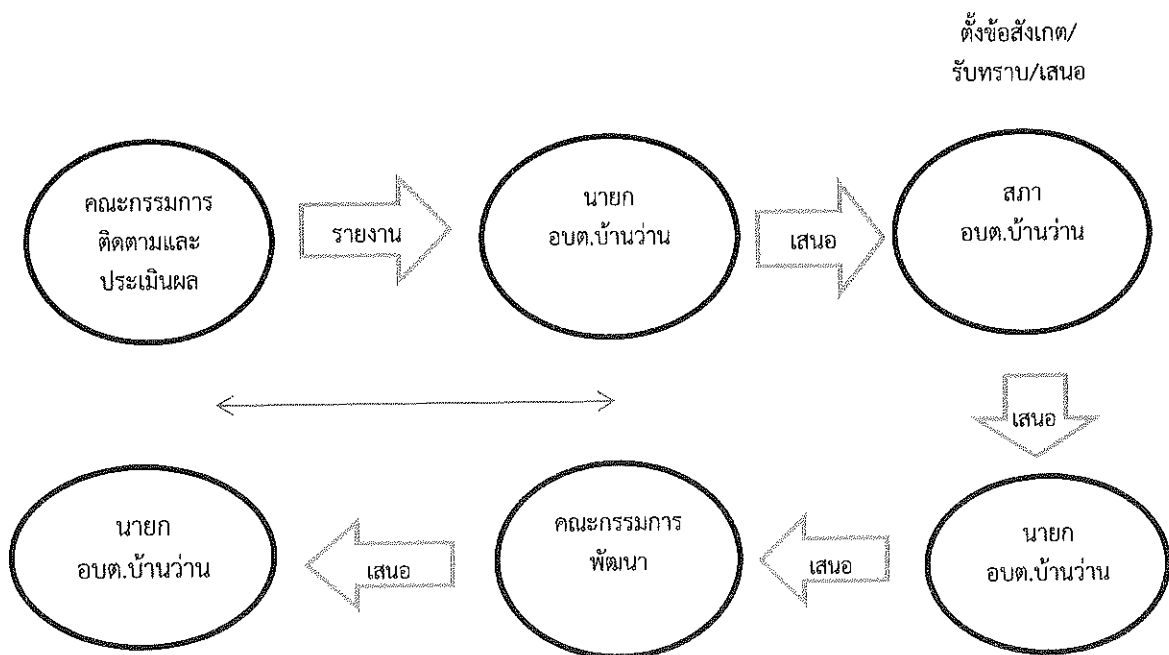 ตั้งข้อสังเกต/
รับทราบ/เสนอ
คณะกรรมการ
ติดตามและ
ประเมินผล
รายงาน
นายก
อบต.บ้านว่าน
เสนอ
สภา
อบต.บ้านว่าน
เสนอ
นายก
อบต.บ้านว่าน
เสนอ
คณะกรรมการ
พัฒนา
เสนอ
นายก
อบต.บ้านว่าน